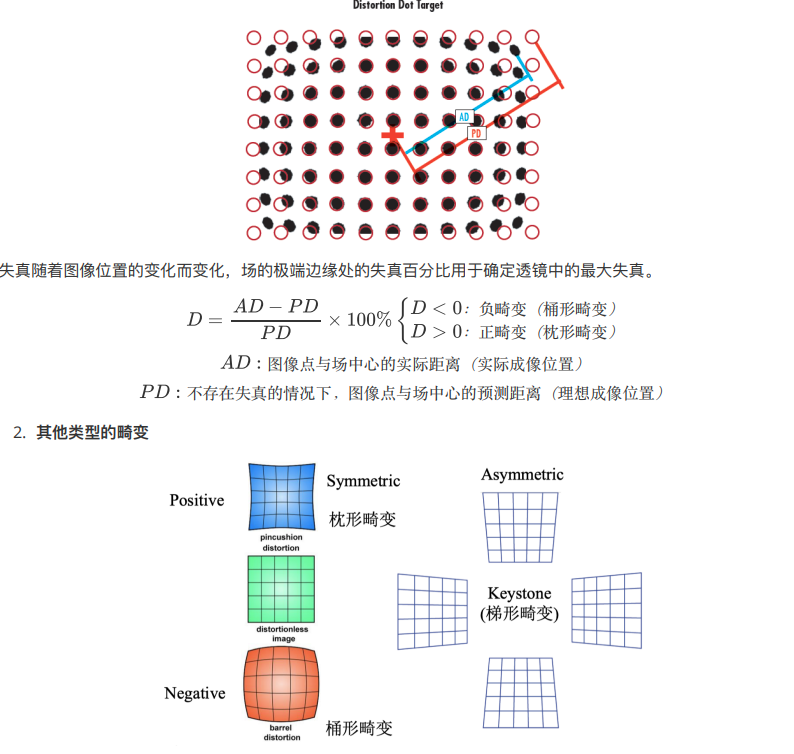 Distortion Dot Target
AD
PD
失真随着图像位置的变化而变化，场的极端边缘处的失真百分比用于确定透镜中的最大失真。
D = \frac{AD - PD}{PD} × 100% { D < 0：负畸变（桶形畸变）
D > 0：正畸变（枕形畸变）
AD：图像点与场中心的实际距离（实际成像位置）
PD：不存在失真的情况下，图像点与场中心的预测距离（理想成像位置）
2. 其他类型的畸变
Positive
Symmetric
枕形畸变
pincushion
distortion
distortionless
image
Negative
barrel
distortion
桶形畸变
Asymmetric
Keystone
(梯形畸变)